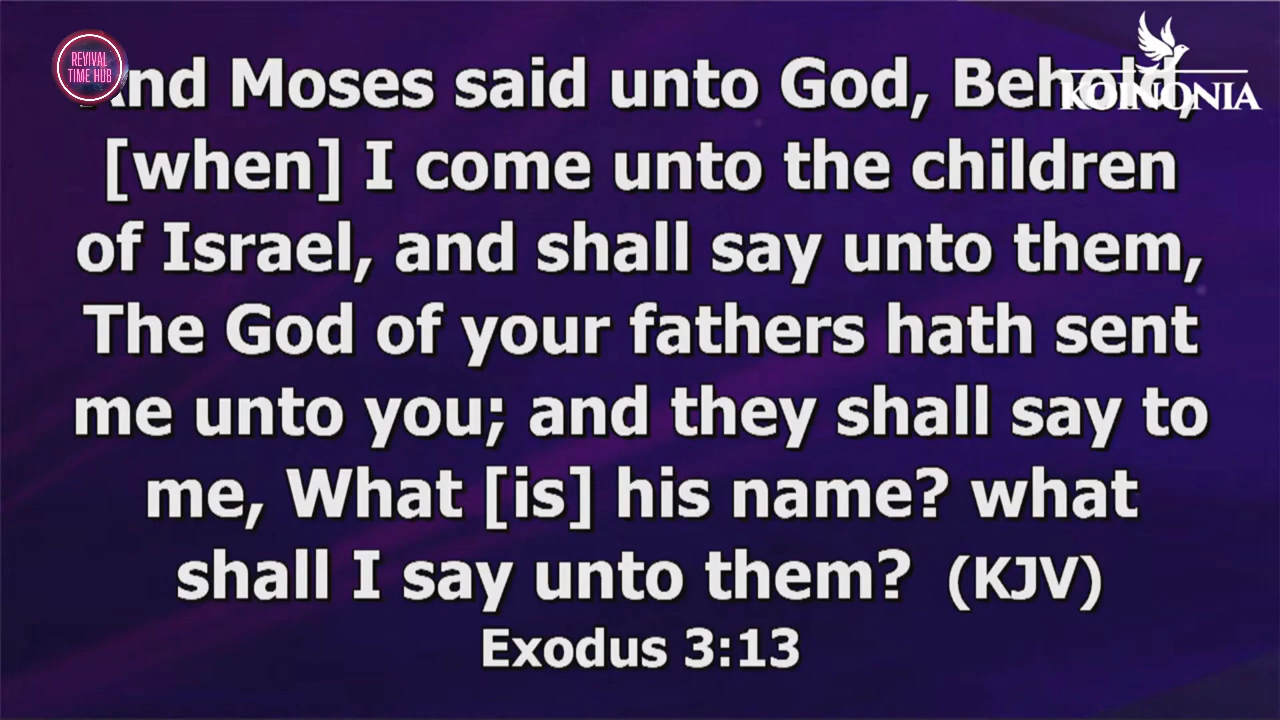 REVIVAL
TIME HUB
KOINONIA
And Moses said unto God, Behold,
[when] I come unto the children
of Israel, and shall say unto them,
The God of your fathers hath sent
me unto you; and they shall say to
me, What [is] his name? what
shall I say unto them? (KJV)
Exodus 3:13